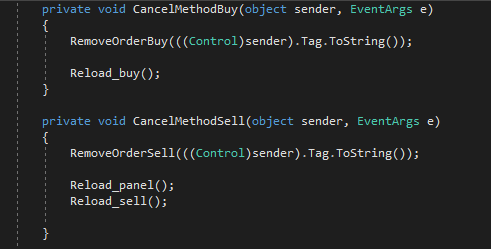 private void CancelMethodBuy(object sender, EventArgs e)
{
RemoveOrderBuy(((Control)sender).Tag.ToString());
Reload_buy();
}
private void CancelMethodSell(object sender, EventArgs e)
{
RemoveOrderSell(((Control)sender).Tag.ToString());
Reload_panel();
Reload_sell();
}